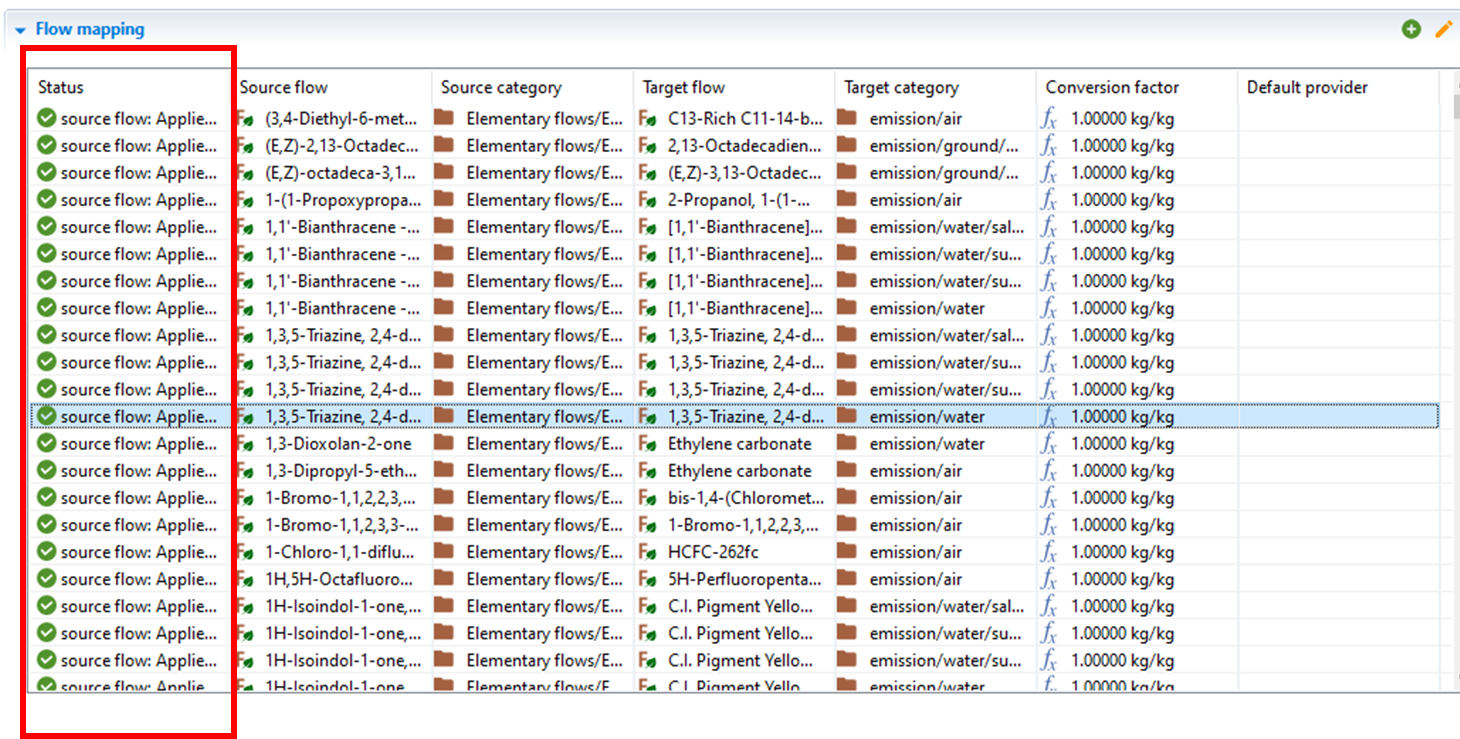 Flow mapping
Status Source flow Source category Target flow Target category Conversion factor Default provider
source flow: Applie... (3,4-Diethyl-6-met... Elementary flows/E... C13-Rich C11-14-b... emission/air 1.00000 kg/kg
source flow: Applie... (E,Z)-2,13-Octadec... Elementary flows/E... 2,13-Octadecadien... emission/ground/... 1.00000 kg/kg
source flow: Applie... (E,Z)-octadeca-3,1... Elementary flows/E... (E,Z)-3,13-Octadec... emission/ground/... 1.00000 kg/kg
source flow: Applie... 1-(1-Propoxypropa... Elementary flows/E... 2-Propanol, 1-(1-... emission/air 1.00000 kg/kg
source flow: Applie... 1,1'-Bianthracene -... Elementary flows/E... [1,1'-Bianthracene]... emission/water/sal... 1.00000 kg/kg
source flow: Applie... 1,1'-Bianthracene -... Elementary flows/E... [1,1'-Bianthracene]... emission/water/su... 1.00000 kg/kg
source flow: Applie... 1,1'-Bianthracene -... Elementary flows/E... [1,1'-Bianthracene]... emission/water/su... 1.00000 kg/kg
source flow: Applie... 1,1'-Bianthracene -... Elementary flows/E... [1,1'-Bianthracene]... emission/water 1.00000 kg/kg
source flow: Applie... 1,3,5-Triazine, 2,4-d... Elementary flows/E... 1,3,5-Triazine, 2,4-d... emission/water/sal... 1.00000 kg/kg
source flow: Applie... 1,3,5-Triazine, 2,4-d... Elementary flows/E... 1,3,5-Triazine, 2,4-d... emission/water/su... 1.00000 kg/kg
source flow: Applie... 1,3,5-Triazine, 2,4-d... Elementary flows/E... 1,3,5-Triazine, 2,4-d... emission/water/su... 1.00000 kg/kg
source flow: Applie... 1,3,5-Triazine, 2,4-d... Elementary flows/E... 1,3,5-Triazine, 2,4-d... emission/water 1.00000 kg/kg
source flow: Applie... 1,3-Dioxolan-2-one Elementary flows/E... Ethylene carbonate emission/water 1.00000 kg/kg
source flow: Applie... 1,3-Dipropyl-5-eth... Elementary flows/E... Ethylene carbonate emission/air 1.00000 kg/kg
source flow: Applie... 1-Bromo-1,1,2,2,3,... Elementary flows/E... bis-1,4-(Chloromet... emission/air 1.00000 kg/kg
source flow: Applie... 1-Bromo-1,1,2,3,3-... Elementary flows/E... 1-Bromo-1,1,2,2,3,... emission/air 1.00000 kg/kg
source flow: Applie... 1-Chloro-1,1-diflu... Elementary flows/E... HCFC-262fc emission/air 1.00000 kg/kg
source flow: Applie... 1H,5H-Octafluoro... Elementary flows/E... 5H-Perfluoropenta... emission/air 1.00000 kg/kg
source flow: Applie... 1H-Isoindol-1-one,... Elementary flows/E... C.I. Pigment Yello... emission/water/sal... 1.00000 kg/kg
source flow: Applie... 1H-Isoindol-1-one,... Elementary flows/E... C.I. Pigment Yello... emission/water/su... 1.00000 kg/kg
source flow: Applie... 1H-Isoindol-1-one,... Elementary flows/E... C.I. Pigment Yello... emission/water/su... 1.00000 kg/kg
source flow: Applie 1H-Isoindol-1-one Elementary flows/E C.I. Pigment Yello emission/water 1.00000 kg/kg